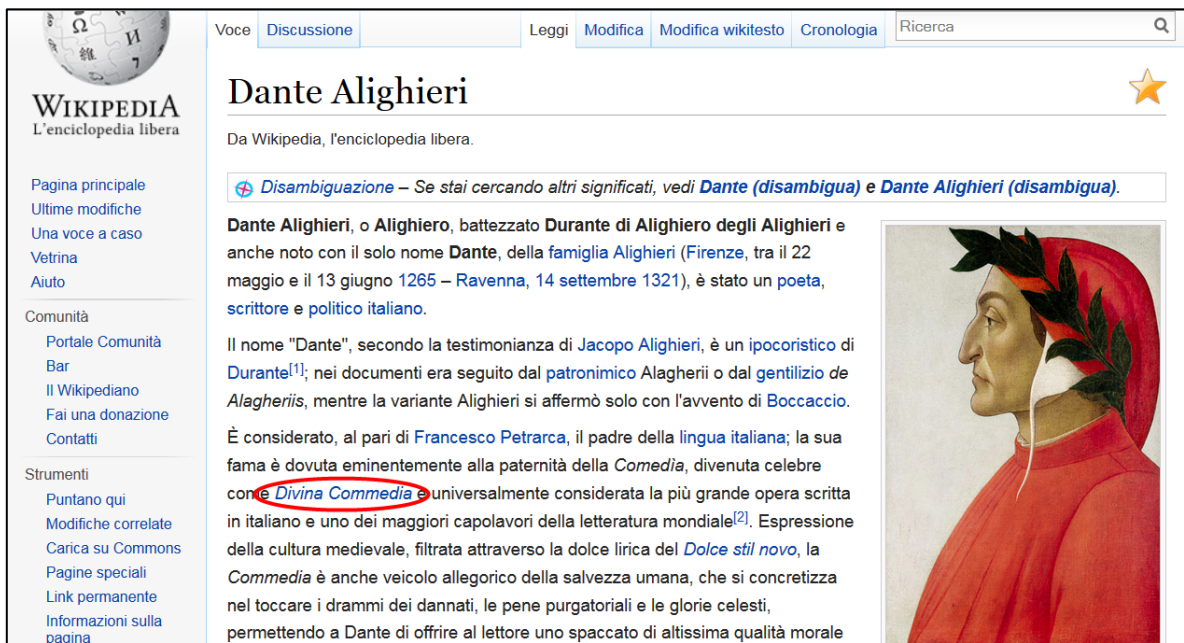 Ω
И
維
7
WIKIPEDIA
L'enciclopedia libera
Pagina principale
Ultime modifiche
Una voce a caso
Vetrina
Aiuto
Comunità
Portale Comunità
Bar
Il Wikipediano
Fai una donazione
Contatti
Strumenti
Puntano qui
Modifiche correlate
Carica su Commons
Pagine speciali
Link permanente
Informazioni sulla
pagina
Voce Discussione Leggi Modifica Modifica wikitesto Cronologia Ricerca
Dante Alighieri
Da Wikipedia, l'enciclopedia libera.
Disambiguazione – Se stai cercando altri significati, vedi Dante (disambigua) e Dante Alighieri (disambigua).
Dante Alighieri, o Alighiero, battezzato Durante di Alighiero degli Alighieri e
anche noto con il solo nome Dante, della famiglia Alighieri (Firenze, tra il 22
maggio e il 13 giugno 1265 – Ravenna, 14 settembre 1321), è stato un poeta,
scrittore e politico italiano.
Il nome "Dante", secondo la testimonianza di Jacopo Alighieri, è un ipocoristico di
Durante[1]; nei documenti era seguito dal patronimico Alagherii o dal gentilizio de
Alagheriis, mentre la variante Alighieri si affermò solo con l'avvento di Boccaccio.
È considerato, al pari di Francesco Petrarca, il padre della lingua italiana; la sua
fama è dovuta eminentemente alla paternità della Comedìa, divenuta celebre
come Divina Commedia e universalmente considerata la più grande opera scritta
in italiano e uno dei maggiori capolavori della letteratura mondiale[2]. Espressione
della cultura medievale, filtrata attraverso la dolce lirica del Dolce stil novo, la
Commedia è anche veicolo allegorico della salvezza umana, che si concretizza
nel toccare i drammi dei dannati, le pene purgatoriali e le glorie celesti,
permettendo a Dante di offrire al lettore uno spaccato di altissima qualità morale